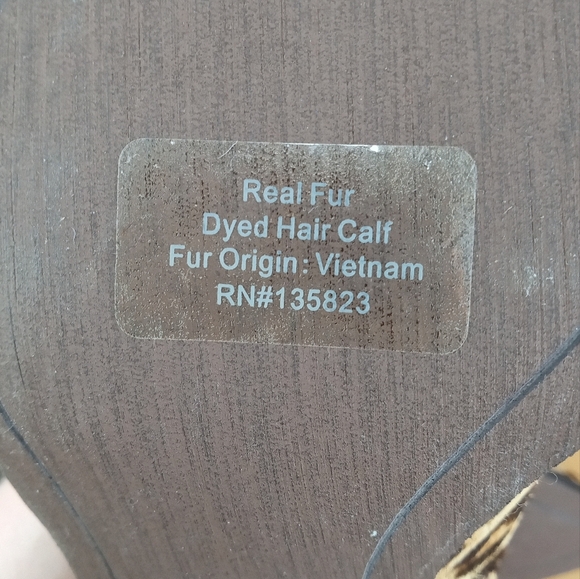 Real Fur
Dyed Hair Calf
Fur Origin: Vietnam
RN#135823